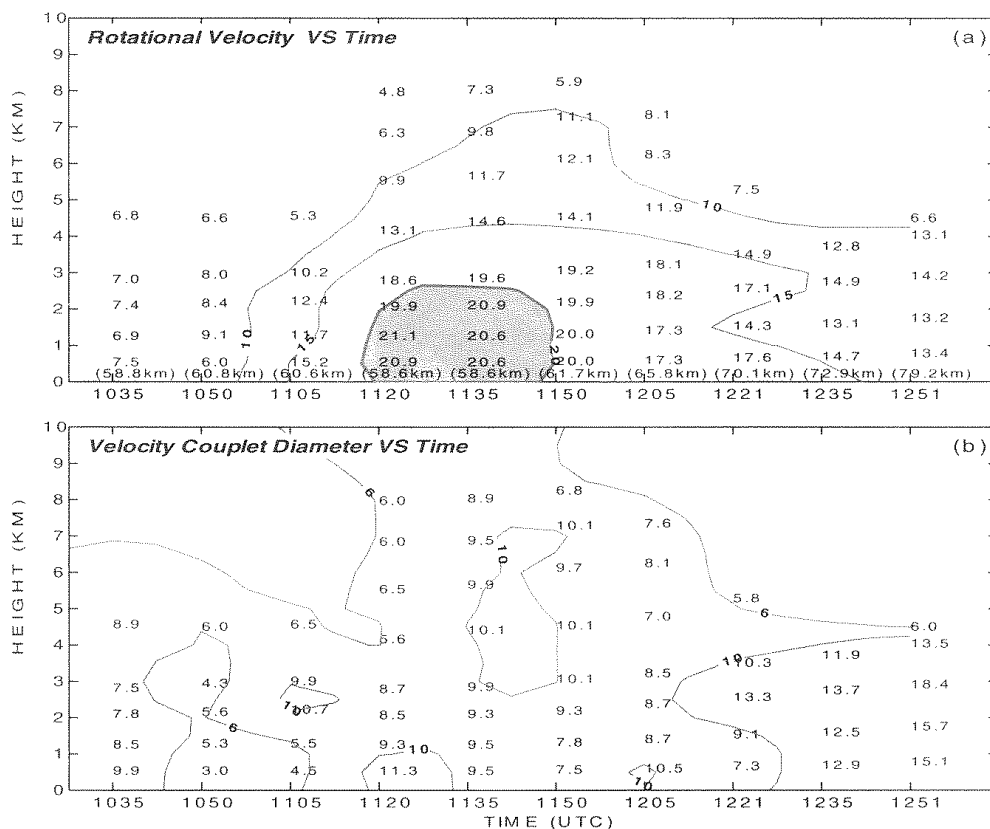 10
Rotational Velocity VS Time
(a)
9
8
4.8 7.3 5.9
7
11.1 8.1
6.3 9.8
6
12.1 8.3
9.9 11.7
5
7.5
10
6.8 6.6 5.3 14.6 14.1 11.9 6.6
4
13.1 13.1
14.9 12.8
3
7.0 8.0 10.2 18.6 19.6 19.2 18.1 14.9 14.2
17.1
15
2
7.4 8.4 12.4 19.9 20.9 19.9 18.2
13.2
1
6.9 9.1 11.7 21.1 20.6 20.0 17.3 14.3 13.1
10 15 20
7.5 6.0 15.2 20.9 20.6 20.0 17.3 17.6 14.7 13.4
0
(58.8km) (60.8km) (60.6km) (58.6km) (58.6km) (61.7km) (65.8km) (70.1km) (72.9km) (79.2km)
1035 1050 1105 1120 1135 1150 1205 1221 1235 1251
HEIGHT (KM)
10
Velocity Couplet Diameter VS Time
(b)
9
6
8
6.0 8.9 6.8
7
10.1 7.6
6.0 9.5 10
6
9.7 8.1
6.5 9.9
5
5.8
6
8.9 6.0 6.5 5.6 10.1 10.1 7.0 6.0
4
13.5
10 10.3 11.9
3
7.5 4.3 9.9 8.7 9.9 10.1 8.5 18.4
13.3 13.7
10 10.7
2
7.8 5.6 8.5 9.3 9.3 8.7
6
15.7
1
8.5 5.3 5.5 9.3 9.5 7.8 8.7 9.1 12.5
10
9.9 3.0 4.5 11.3 9.5 7.5 10.5 7.3 12.9 15.1
10
0
1035 1050 1105 1120 1135 1150 1205 1221 1235 1251
HEIGHT (KM)
TIME (UTC)